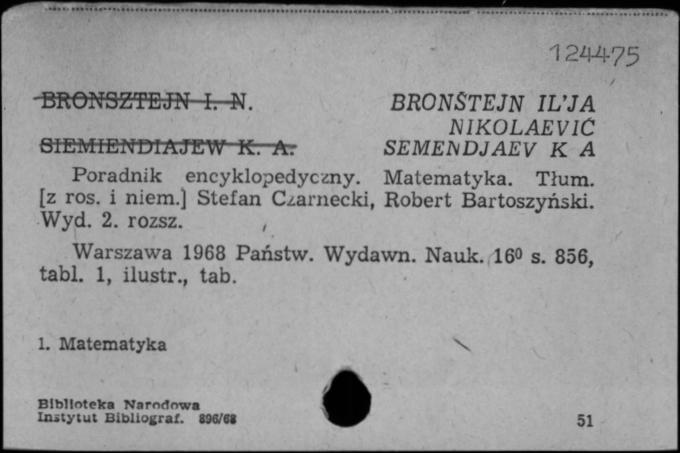 124475
BRONSZTEJN I. N. BRONŠTEJN IL'JA
NIKOLAEVIČ
SIEMIENDIAJEW K. A. SEMENDJAEV K A
Poradnik encyklopedyczny. Matematyka. Tłum.
[z ros. i niem.] Stefan Czarnecki, Robert Bartoszyński.
Wyd. 2. rozsz.
Warszawa 1968 Państw. Wydawn. Nauk. 16⁰ s. 856,
tabl. 1, ilustr., tab.
1. Matematyka
Biblioteka Narodowa
Instytut Bibliograf. 896/68
51